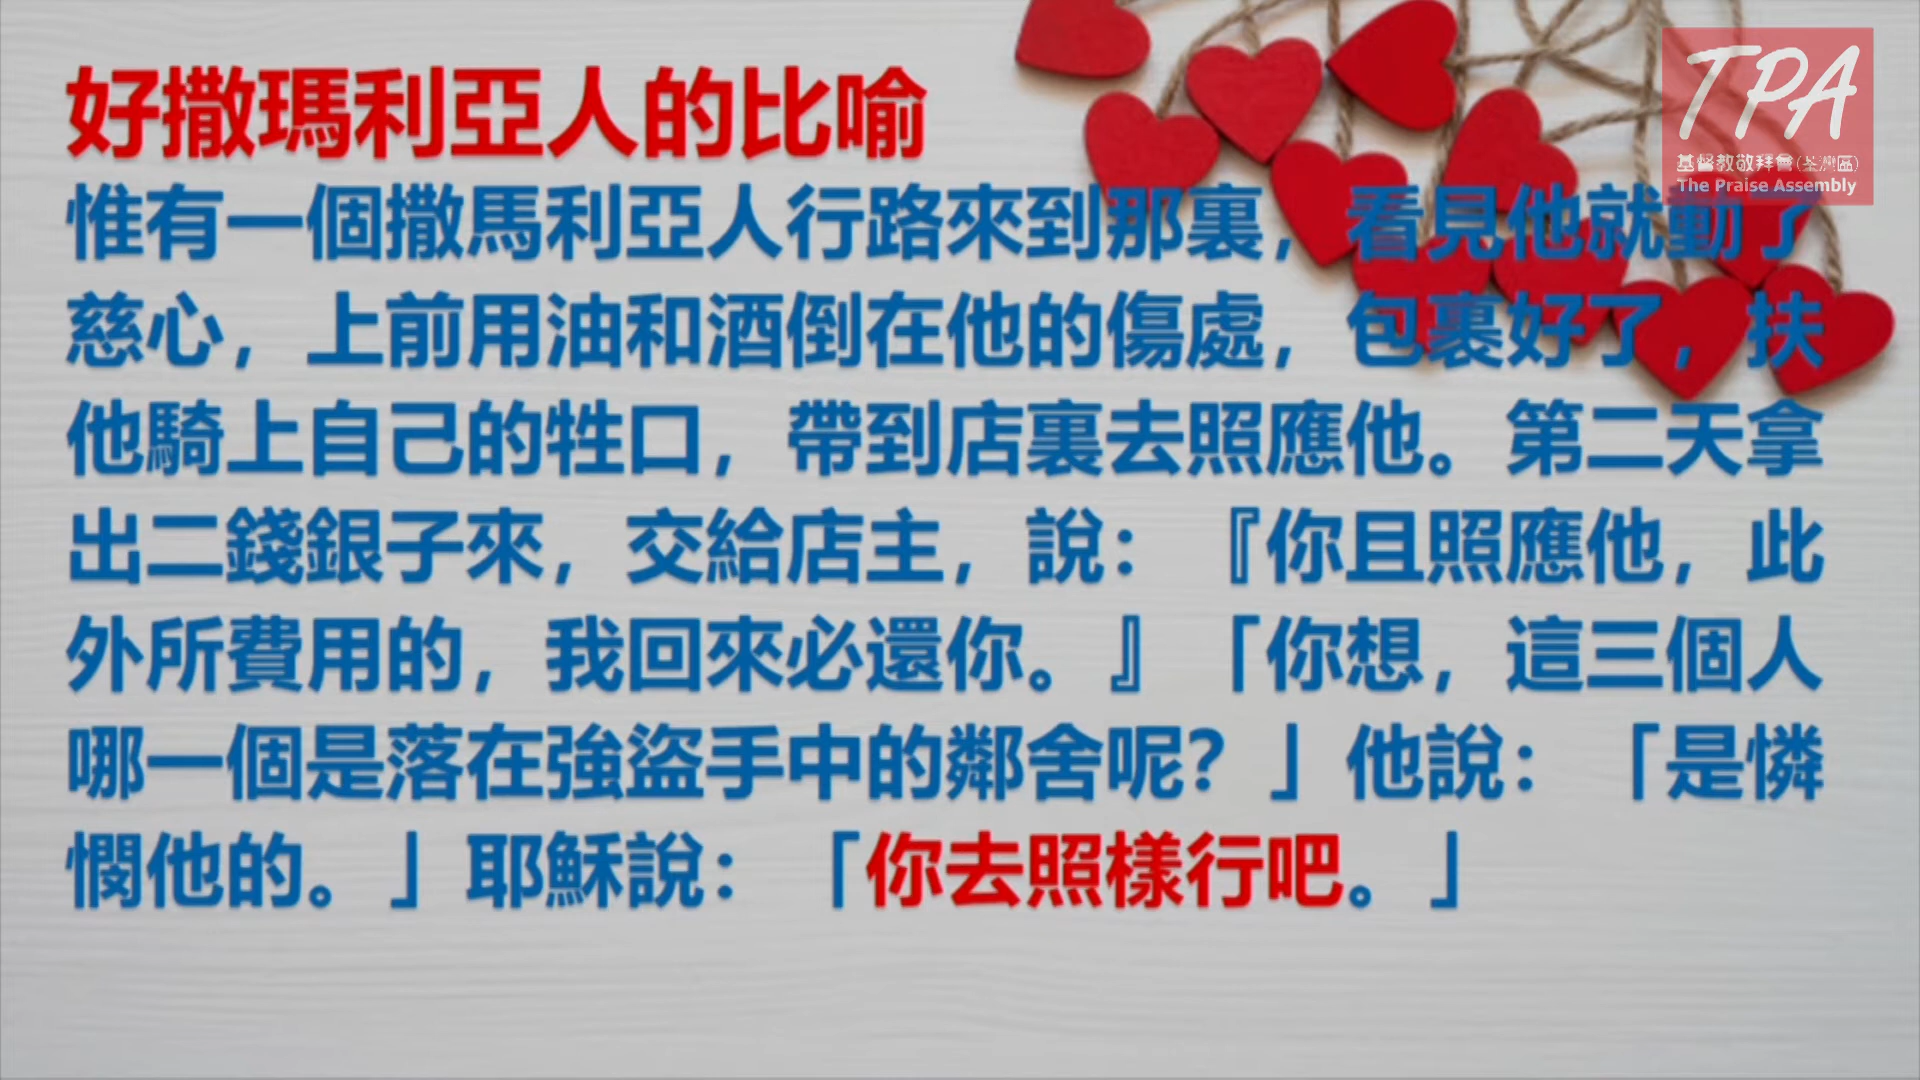 好撒瑪利亞人的比喻
惟有一個撒馬利亞人行路來到那裏，看見他就動了
慈心，上前用油和酒倒在他的傷處，包裹好了，扶
他騎上自己的牲口，帶到店裏去照應他。第二天拿
出二錢銀子來，交給店主，說：『你且照應他，此
外所費用的，我回來必還你。』「你想，這三個人
哪一個是落在強盜手中的鄰舍呢？」他說：「是憐
憫他的。」耶穌說：「你去照樣行吧。」
TPA
基督教敬拜會(荃灣區)
The Praise Assembly